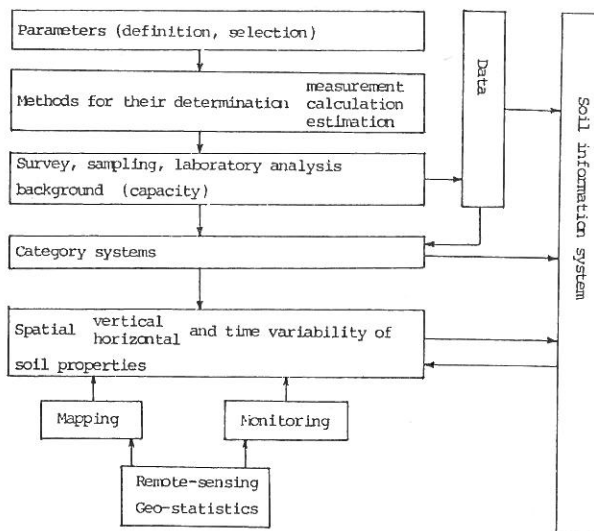 Parameters (definition, selection)
Methods for their determination
measurement
calculation
estimation
Survey, sampling, laboratory analysis
background (capacity)
Category systems
Spatial
vertical
horizontal
and time variability of
soil properties
Mapping
Monitoring
Remote-sensing
Geo-statistics
Data
Soil information system